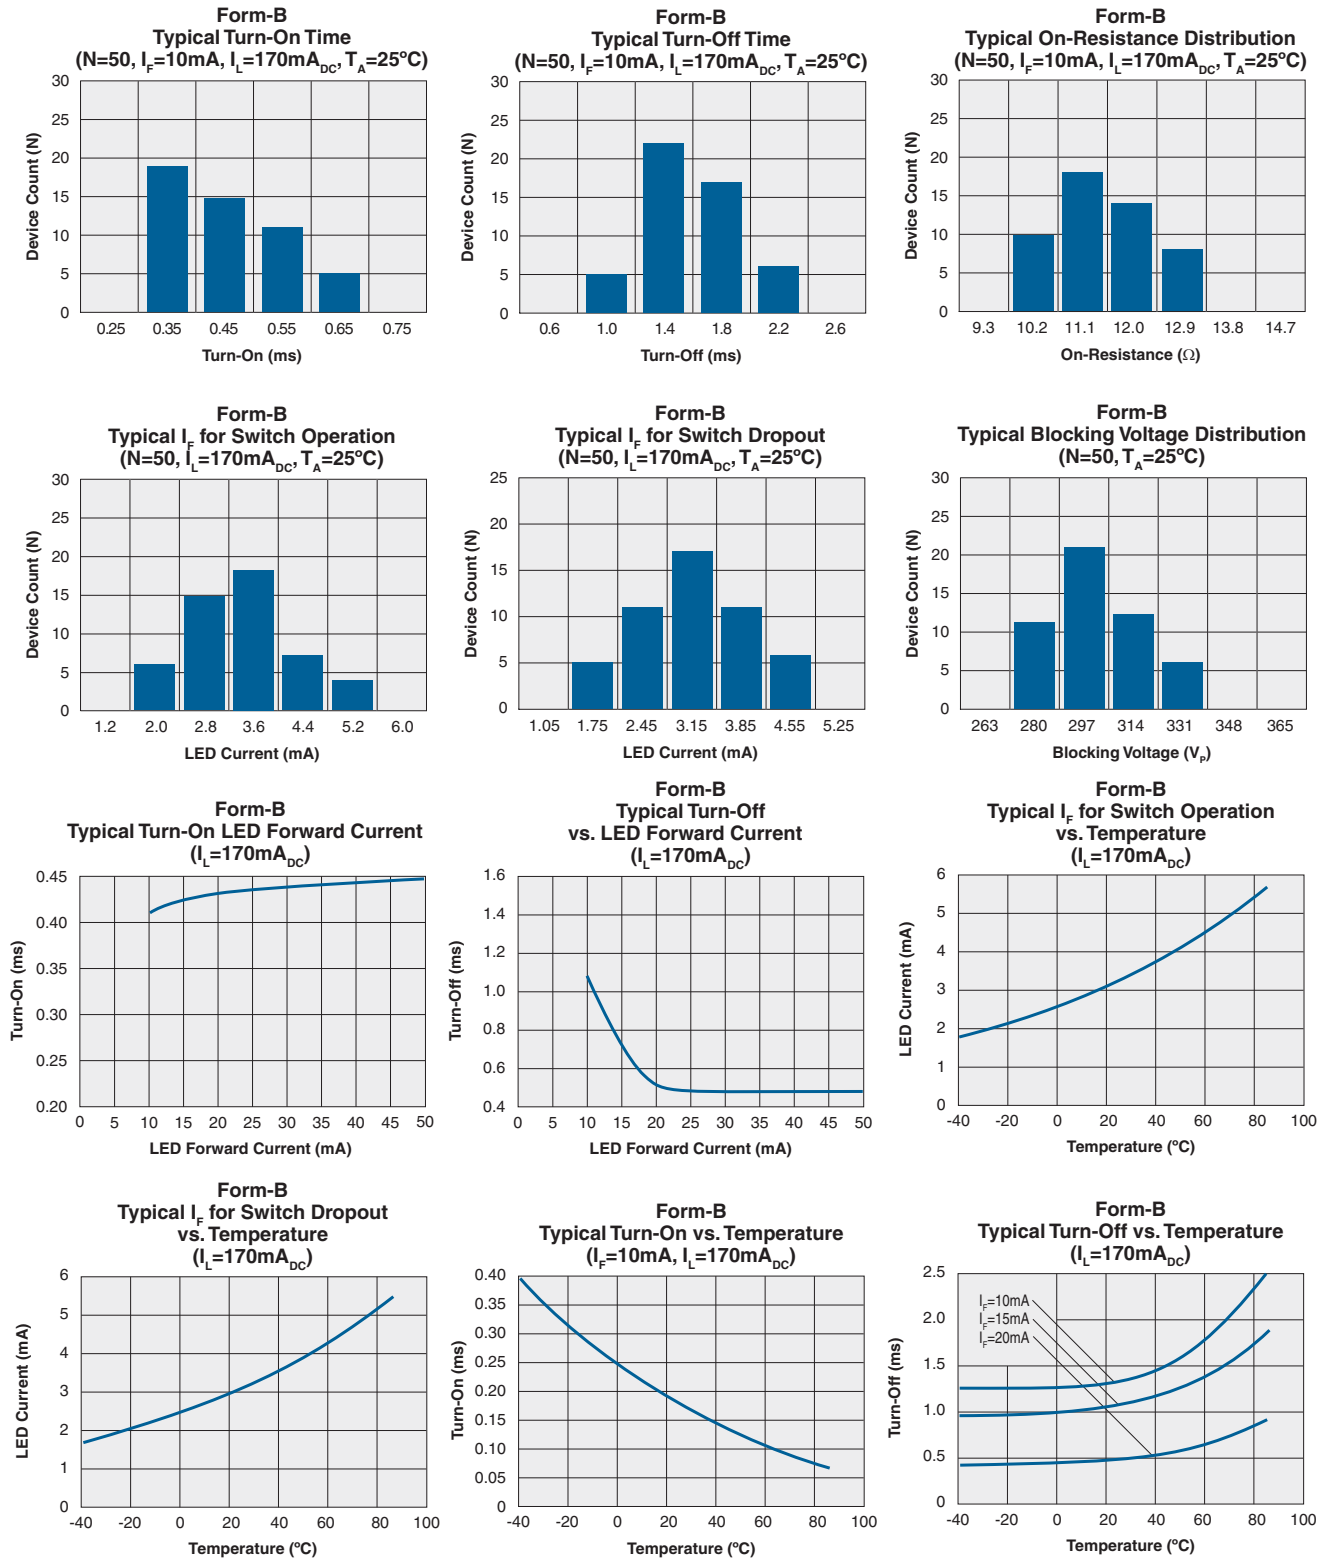 Form-B
Typical Turn-On Time
(N=50, IF=10mA, IL=170mADC, TA=25ºC)
30
25
20
15
10
5
0
Device Count (N)
0.25 0.35 0.45 0.55 0.65 0.75
Turn-On (ms)
Form-B
Typical Turn-Off Time
(N=50, IF=10mA, IL=170mADC, TA=25ºC)
30
25
20
15
10
5
0
Device Count (N)
0.6 1.0 1.4 1.8 2.2 2.6
Turn-Off (ms)
Form-B
Typical On-Resistance Distribution
(N=50, IF=10mA, IL=170mADC, TA=25ºC)
30
25
20
15
10
5
0
Device Count (N)
9.3 10.2 11.1 12.0 12.9 13.8 14.7
On-Resistance (Ω)
Form-B
Typical IF for Switch Operation
(N=50, IL=170mADC, TA=25ºC)
30
25
20
15
10
5
0
Device Count (N)
1.2 2.0 2.8 3.6 4.4 5.2 6.0
LED Current (mA)
Form-B
Typical IF for Switch Dropout
(N=50, IL=170mADC, TA=25ºC)
25
20
15
10
5
0
Device Count (N)
1.05 1.75 2.45 3.15 3.85 4.55 5.25
LED Current (mA)
Form-B
Typical Blocking Voltage Distribution
(N=50, TA=25ºC)
30
25
20
15
10
5
0
Device Count (N)
263 280 297 314 331 348 365
Blocking Voltage (VP)
Form-B
Typical Turn-On LED Forward Current
(IL=170mADC)
0.45
0.40
0.35
0.30
0.25
0.20
Turn-On (ms)
0 5 10 15 20 25 30 35 40 45 50
LED Forward Current (mA)
Form-B
Typical Turn-Off
vs. LED Forward Current
(IL=170mADC)
1.6
1.4
1.2
1.0
0.8
0.6
0.4
Turn-Off (ms)
0 5 10 15 20 25 30 35 40 45 50
LED Forward Current (mA)
Form-B
Typical IF for Switch Operation
vs. Temperature
(IL=170mADC)
6
5
4
3
2
1
0
LED Current (mA)
-40 -20 0 20 40 60 80 100
Temperature (ºC)
Form-B
Typical IF for Switch Dropout
vs. Temperature
(IL=170mADC)
6
5
4
3
2
1
0
LED Current (mA)
-40 -20 0 20 40 60 80 100
Temperature (ºC)
Form-B
Typical Turn-On vs. Temperature
(IF=10mA, IL=170mADC)
0.40
0.35
0.30
0.25
0.20
0.15
0.10
0.05
0
Turn-On (ms)
-40 -20 0 20 40 60 80 100
Temperature (ºC)
Form-B
Typical Turn-Off vs. Temperature
(IL=170mADC)
2.5
2.0
1.5
1.0
0.5
0
Turn-Off (ms)
IF=10mA
IF=15mA
IF=20mA
-40 -20 0 20 40 60 80 100
Temperature (ºC)